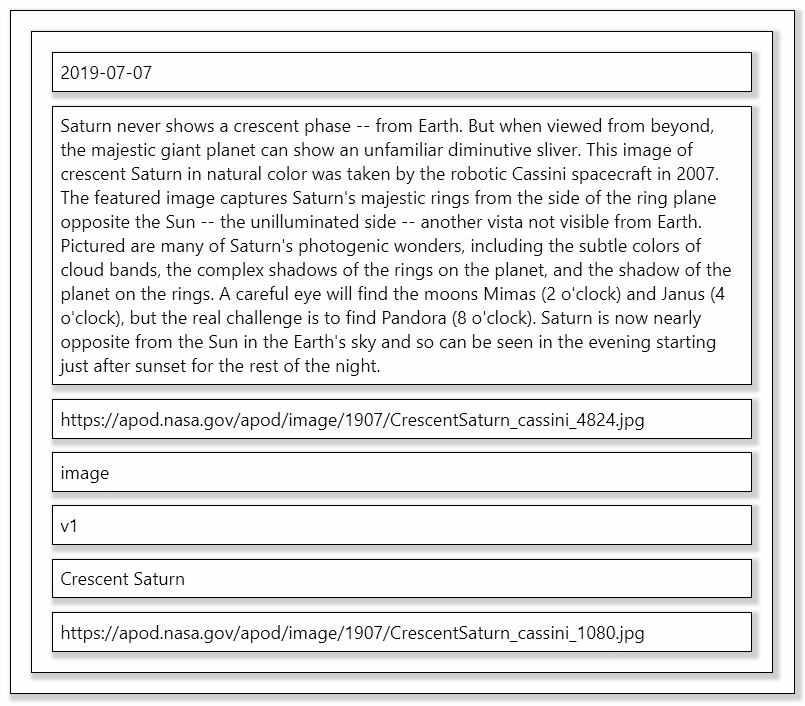 2019-07-07
Saturn never shows a crescent phase -- from Earth. But when viewed from beyond,
the majestic giant planet can show an unfamiliar diminutive sliver. This image of
crescent Saturn in natural color was taken by the robotic Cassini spacecraft in 2007.
The featured image captures Saturn's majestic rings from the side of the ring plane
opposite the Sun -- the unilluminated side -- another vista not visible from Earth.
Pictured are many of Saturn's photogenic wonders, including the subtle colors of
cloud bands, the complex shadows of the rings on the planet, and the shadow of the
planet on the rings. A careful eye will find the moons Mimas (2 o'clock) and Janus (4
o'clock), but the real challenge is to find Pandora (8 o'clock). Saturn is now nearly
opposite from the Sun in the Earth's sky and so can be seen in the evening starting
just after sunset for the rest of the night.
https://apod.nasa.gov/apod/image/1907/CrescentSaturn_cassini_4824.jpg
image
v1
Crescent Saturn
https://apod.nasa.gov/apod/image/1907/CrescentSaturn_cassini_1080.jpg